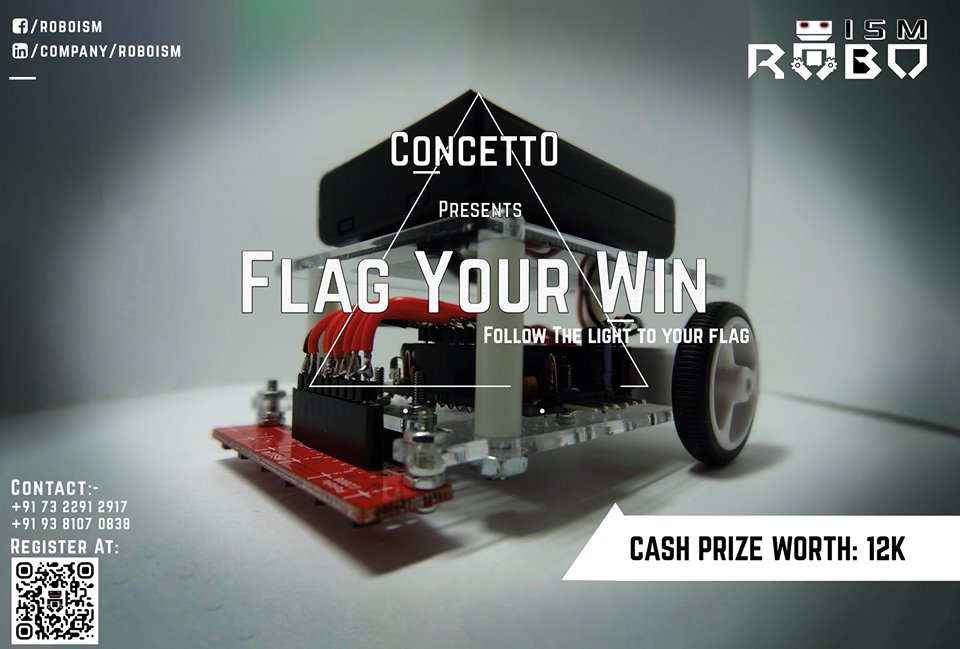 /ROBOISM
/COMPANY/ROBOISM
ISM
ROBO
CONCETTO
PRESENTS
FLAG YOUR WIN
FOLLOW THE LIGHT TO YOUR FLAG
CONTACT:-
+91 73 2291 2917
+91 93 8107 0838
REGISTER AT:
CASH PRIZE WORTH: 12K